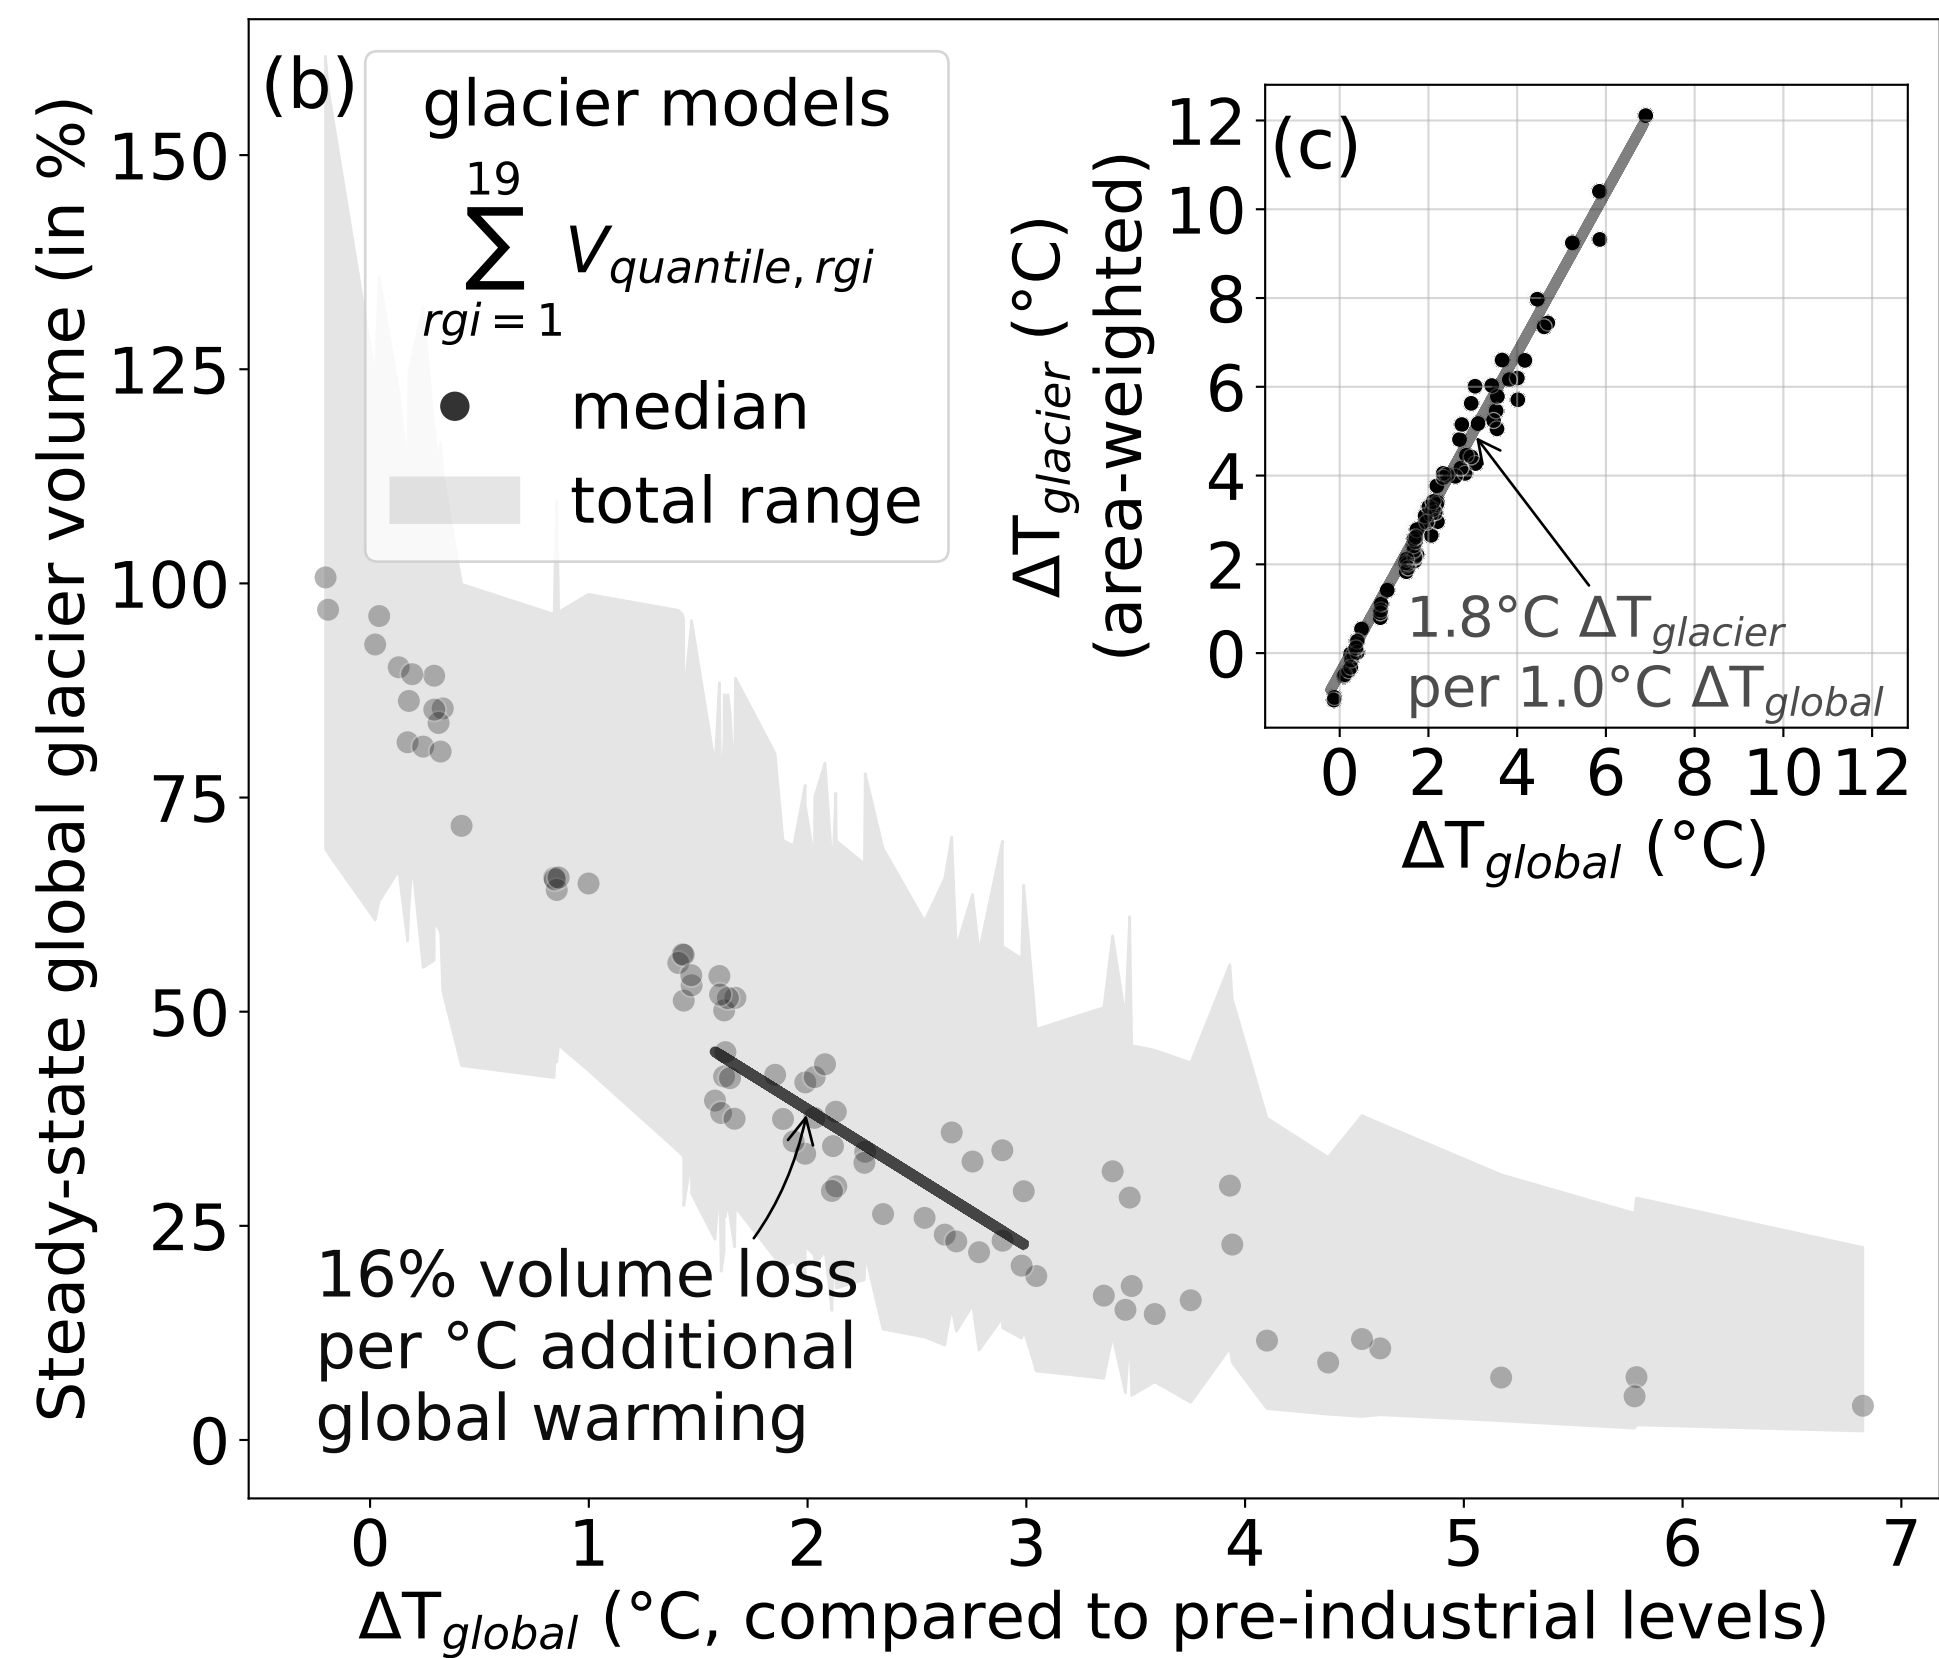 (b)
glacier models
19
∑ V_quantile, rgi
rgi = 1
median
total range
Steady-state global glacier volume (in %)
150
125
100
75
50
25
0
16% volume loss
per °C additional
global warming
0 1 2 3 4 5 6 7
ΔT_global (°C, compared to pre-industrial levels)
(c)
ΔT_glacier (°C)
(area-weighted)
12
10
8
6
4
2
0
1.8°C ΔT_glacier
per 1.0°C ΔT_global
0 2 4 6 8 10 12
ΔT_global (°C)